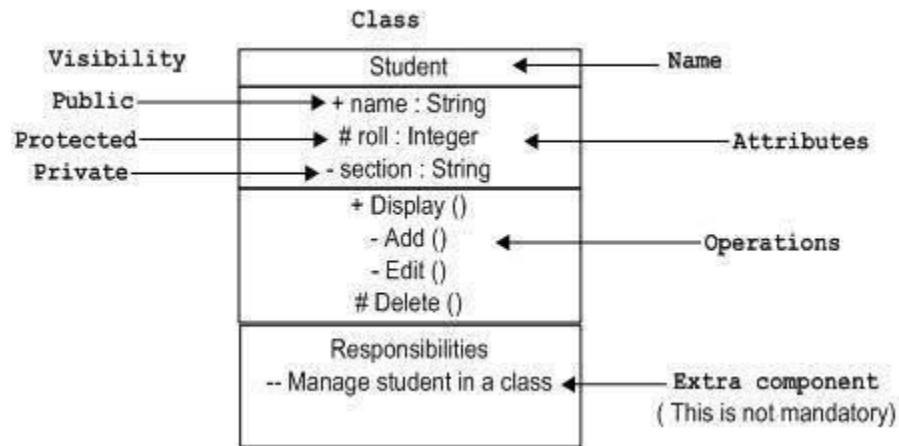 Class
Visibility
Student
Name
Public
+ name : String
Protected
# roll : Integer
Attributes
Private
- section : String
+ Display ()
- Add ()
Operations
- Edit ()
# Delete ()
Responsibilities
-- Manage student in a class
Extra component
( This is not mandatory)